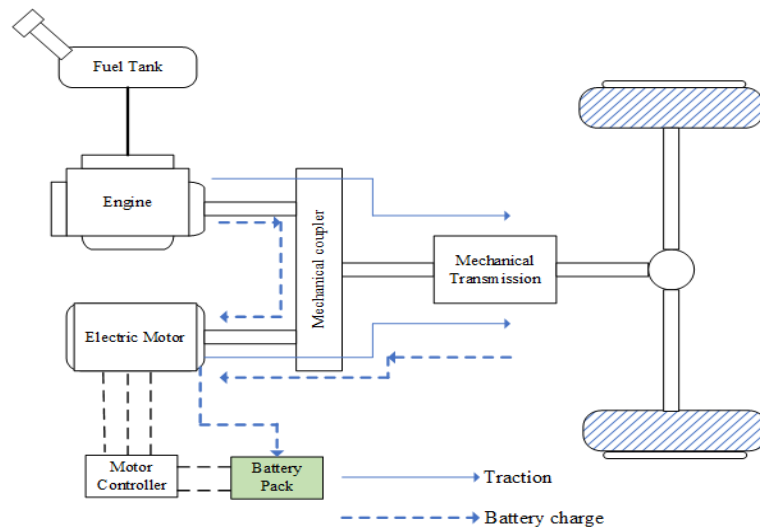 Fuel Tank
Engine
Mechanical coupler
Mechanical
Transmission
Electric Motor
Motor
Controller
Battery
Pack
Traction
Battery charge